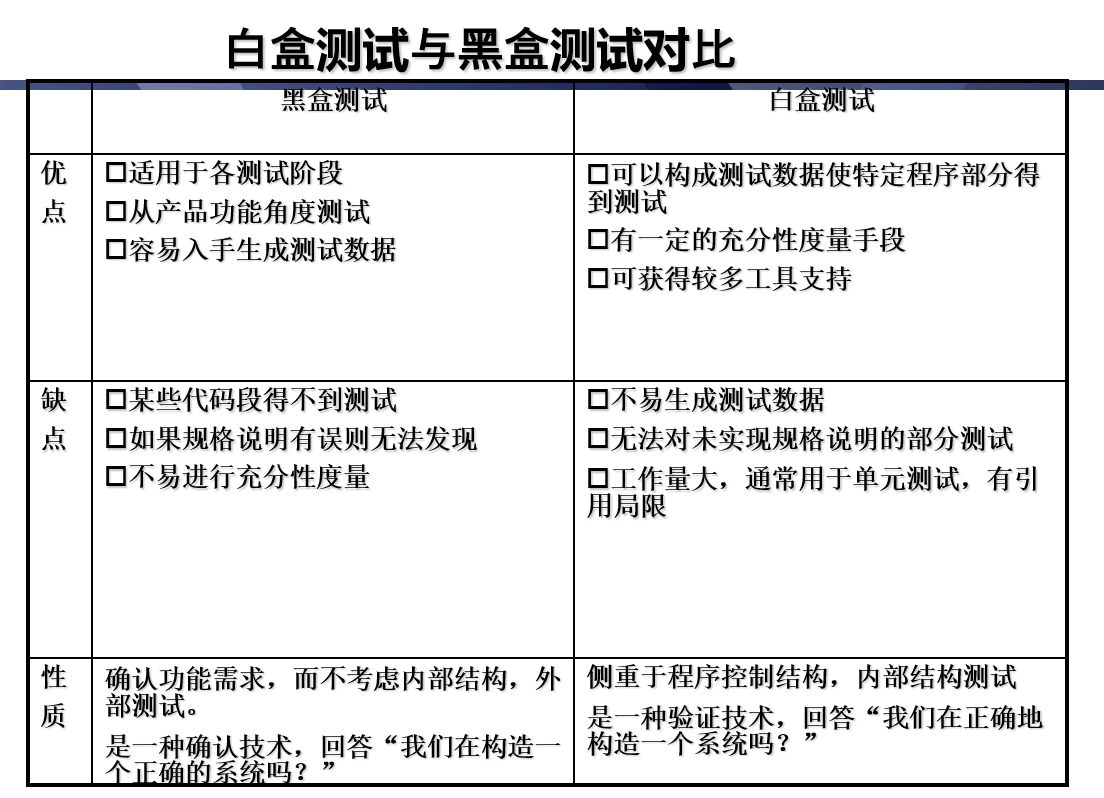 白盒测试与黑盒测试对比
黑盒测试
白盒测试
优
点
□适用于各测试阶段
□从产品功能角度测试
□容易入手生成测试数据
□可以构成测试数据使特定程序部分得
到测试
□有一定的充分性度量手段
□可获得较多工具支持
缺
点
□某些代码段得不到测试
□如果规格说明有误则无法发现
□不易进行充分性度量
□不易生成测试数据
□无法对未实现规格说明的部分测试
□工作量大，通常用于单元测试，有引
用局限
性
质
确认功能需求，而不考虑内部结构，外
部测试。
是一种确认技术，回答“我们在构造一
个正确的系统吗？”
侧重于程序控制结构，内部结构测试
是一种验证技术，回答“我们在正确地
构造一个系统吗？”